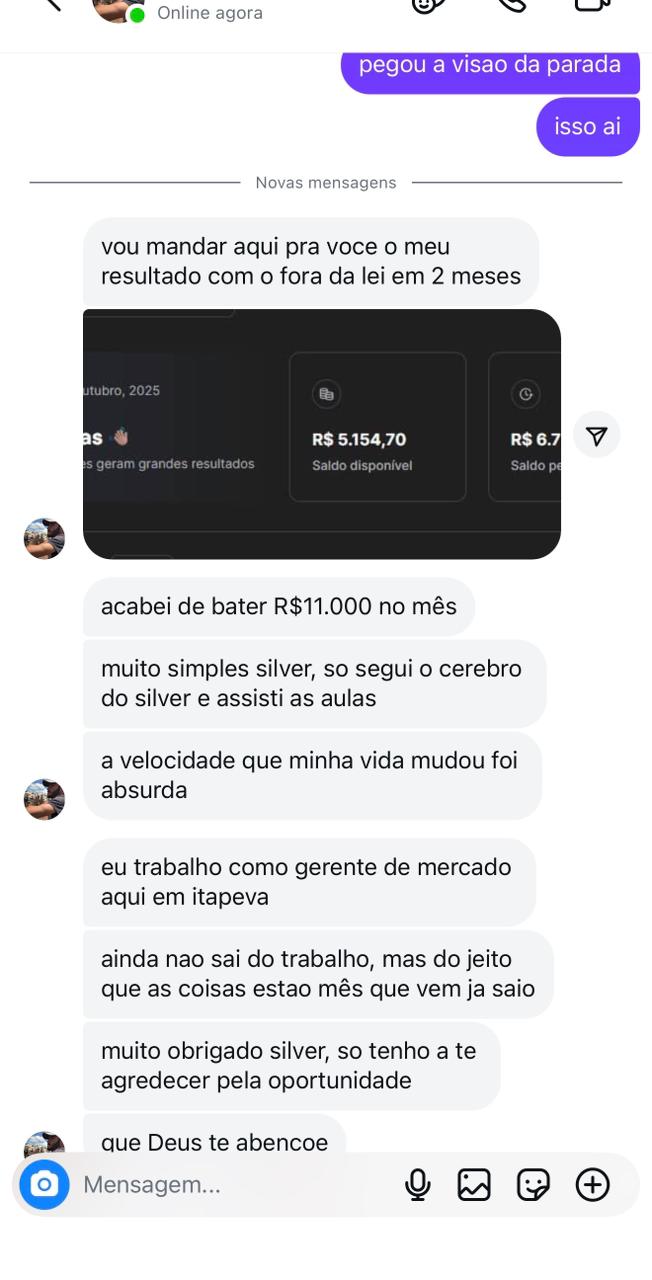 Online agora
pegou a visao da parada
isso ai
Novas mensagens
vou mandar aqui pra voce o meu
resultado com o fora da lei em 2 meses
utubro, 2025
as 👋🏽
es geram grandes resultados
R$ 5.154,70
Saldo disponível
R$ 6.7
Saldo pe
acabei de bater R$11.000 no mês
muito simples silver, so segui o cerebro
do silver e assisti as aulas
a velocidade que minha vida mudou foi
absurda
eu trabalho como gerente de mercado
aqui em itapeva
ainda nao sai do trabalho, mas do jeito
que as coisas estao mês que vem ja saio
muito obrigado silver, so tenho a te
agredecer pela oportunidade
que Deus te abencoe
Mensagem...